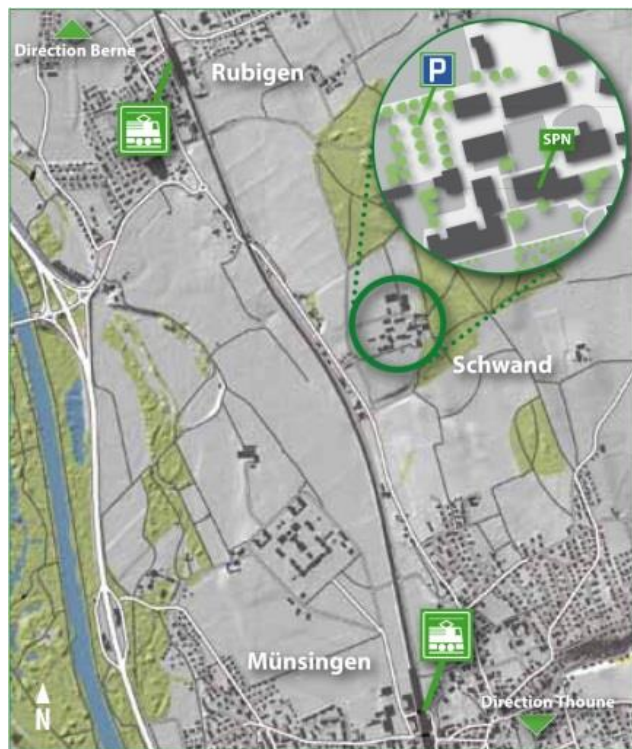 Direction Berne
Rubigen
P
SPN
Schwand
Münsingen
Direction Thoune
N